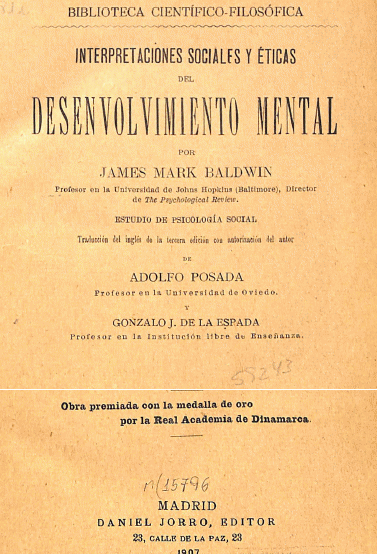 BIBLIOTECA CIENTÍFICO-FILOSÓFICA
INTERPRETACIONES SOCIALES Y ÉTICAS
DEL
DESENVOLVIMIENTO MENTAL
POR
JAMES MARK BALDWIN
Profesor en la Universidad de Johns Hopkins (Baltimore), Director
de The Psychological Review.
ESTUDIO DE PSICOLOGÍA SOCIAL
Traducción del inglés de la tercera edición con autorización del autor
DE
ADOLFO POSADA
Profesor en la Universidad de Oviedo.
Y
GONZALO J. DE LA ESPADA
Profesor en la Institución libre de Enseñanza.
59243
Obra premiada con la medalla de oro
por la Real Academia de Dinamarca.
n(15796
MADRID
DANIEL JORRO, EDITOR
23, CALLE DE LA PAZ, 23
1907